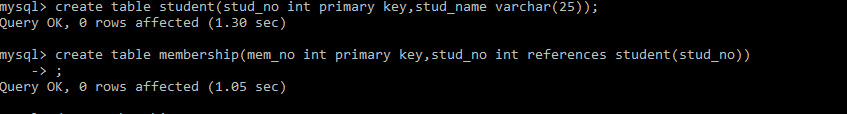 mysql> create table student(stud_no int primary key,stud_name varchar(25));
Query OK, 0 rows affected (1.30 sec)
mysql> create table membership(mem_no int primary key,stud_no int references student(stud_no))
    -> ;
Query OK, 0 rows affected (1.05 sec)